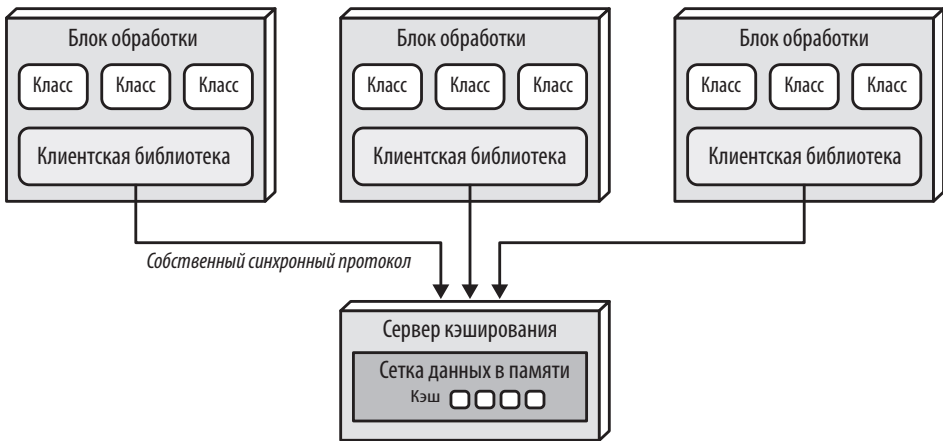 Блок обработки
Класс Класс Класс
Клиентская библиотека
Блок обработки
Класс Класс Класс
Клиентская библиотека
Блок обработки
Класс Класс Класс
Клиентская библиотека
Собственный синхронный протокол
Сервер кэширования
Сетка данных в памяти
Кэш